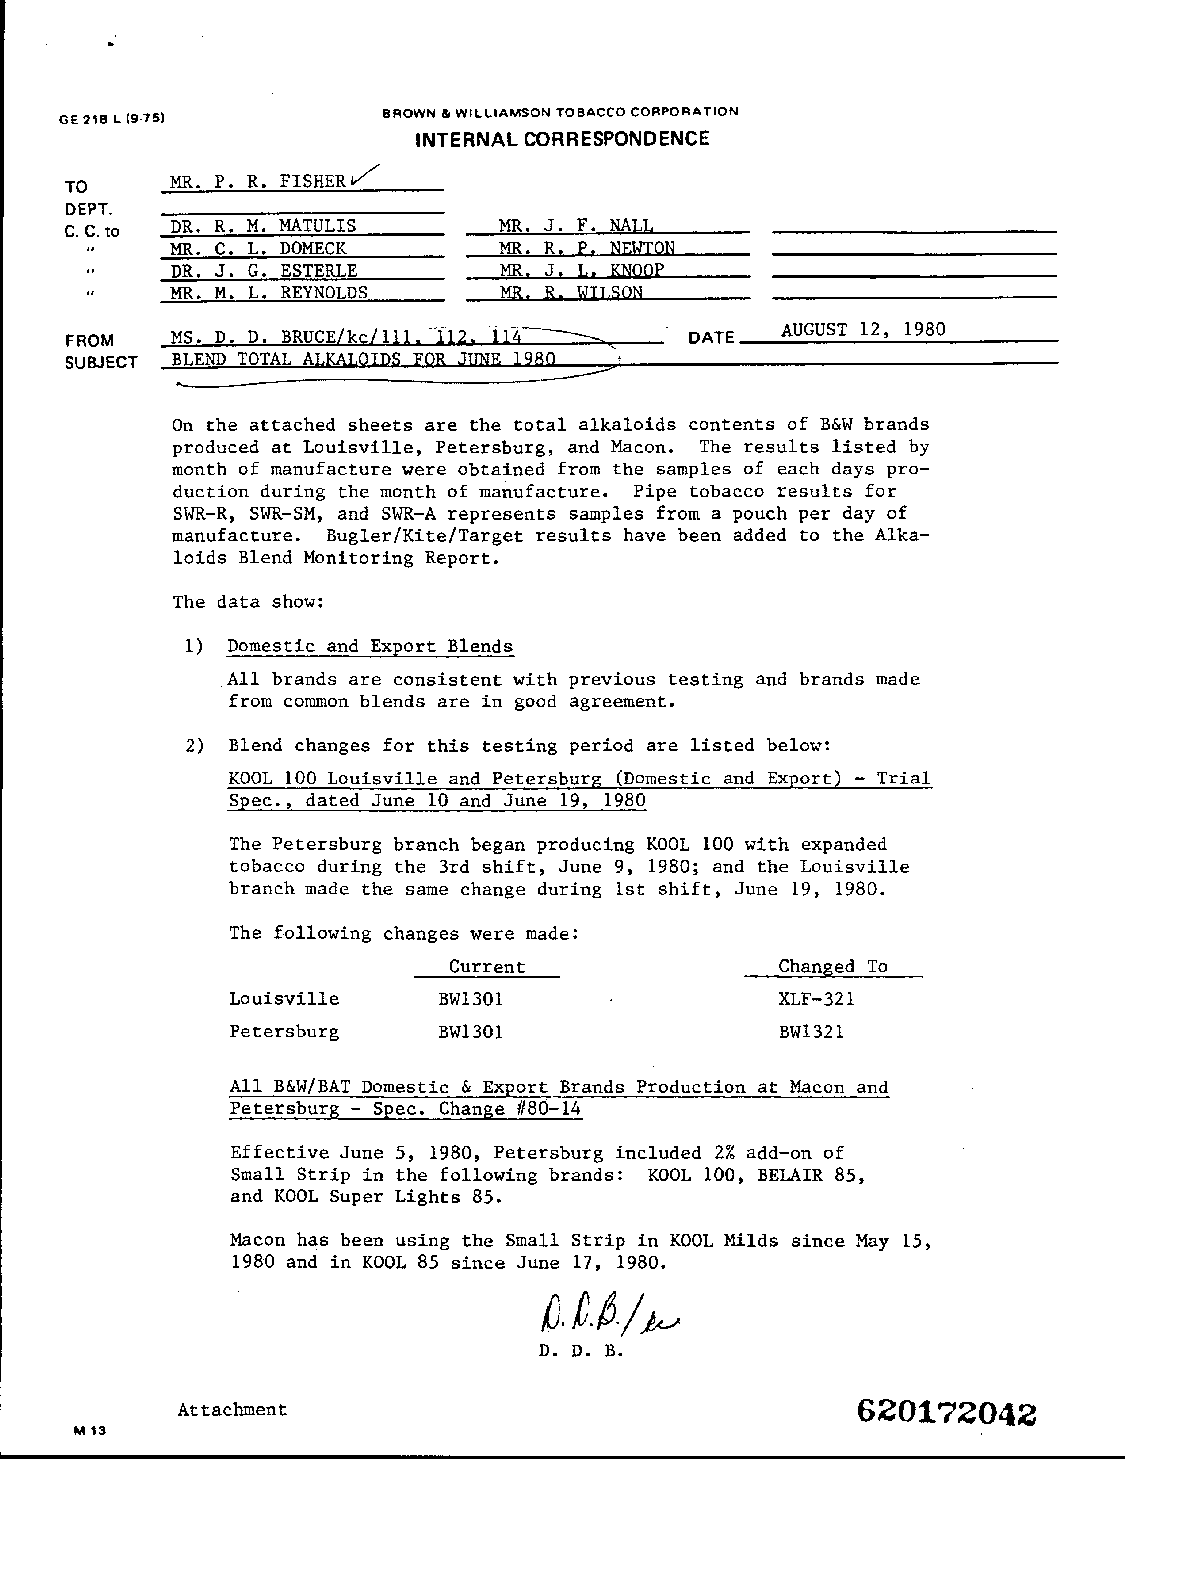 GE 218 L (9-75)
BROWN & WILLIAMSON TOBACCO CORPORATION
INTERNAL CORRESPONDENCE
TO MR. P. R. FISHER
DEPT.
C. C. to DR. R. M. MATULIS MR. J. F. NALL
" MR. C. L. DOMECK MR. R. P. NEWTON
" DR. J. G. ESTERLE MR. J. L. KNOOP
" MR. M. L. REYNOLDS MR. R. WILSON
FROM MS. D. D. BRUCE/kc/111, 112, 114 DATE AUGUST 12, 1980
SUBJECT BLEND TOTAL ALKALOIDS FOR JUNE 1980
On the attached sheets are the total alkaloids contents of B&W brands
produced at Louisville, Petersburg, and Macon. The results listed by
month of manufacture were obtained from the samples of each days pro-
duction during the month of manufacture. Pipe tobacco results for
SWR-R, SWR-SM, and SWR-A represents samples from a pouch per day of
manufacture. Bugler/Kite/Target results have been added to the Alka-
loids Blend Monitoring Report.
The data show:
1) Domestic and Export Blends
All brands are consistent with previous testing and brands made
from common blends are in good agreement.
2) Blend changes for this testing period are listed below:
KOOL 100 Louisville and Petersburg (Domestic and Export) - Trial
Spec., dated June 10 and June 19, 1980
The Petersburg branch began producing KOOL 100 with expanded
tobacco during the 3rd shift, June 9, 1980; and the Louisville
branch made the same change during 1st shift, June 19, 1980.
The following changes were made:
Current Changed To
Louisville BW1301 XLF-321
Petersburg BW1301 BW1321
All B&W/BAT Domestic & Export Brands Production at Macon and
Petersburg - Spec. Change #80-14
Effective June 5, 1980, Petersburg included 2% add-on of
Small Strip in the following brands: KOOL 100, BELAIR 85,
and KOOL Super Lights 85.
Macon has been using the Small Strip in KOOL Milds since May 15,
1980 and in KOOL 85 since June 17, 1980.
D.D.B./kc
D. D. B.
Attachment
620172042
M 13